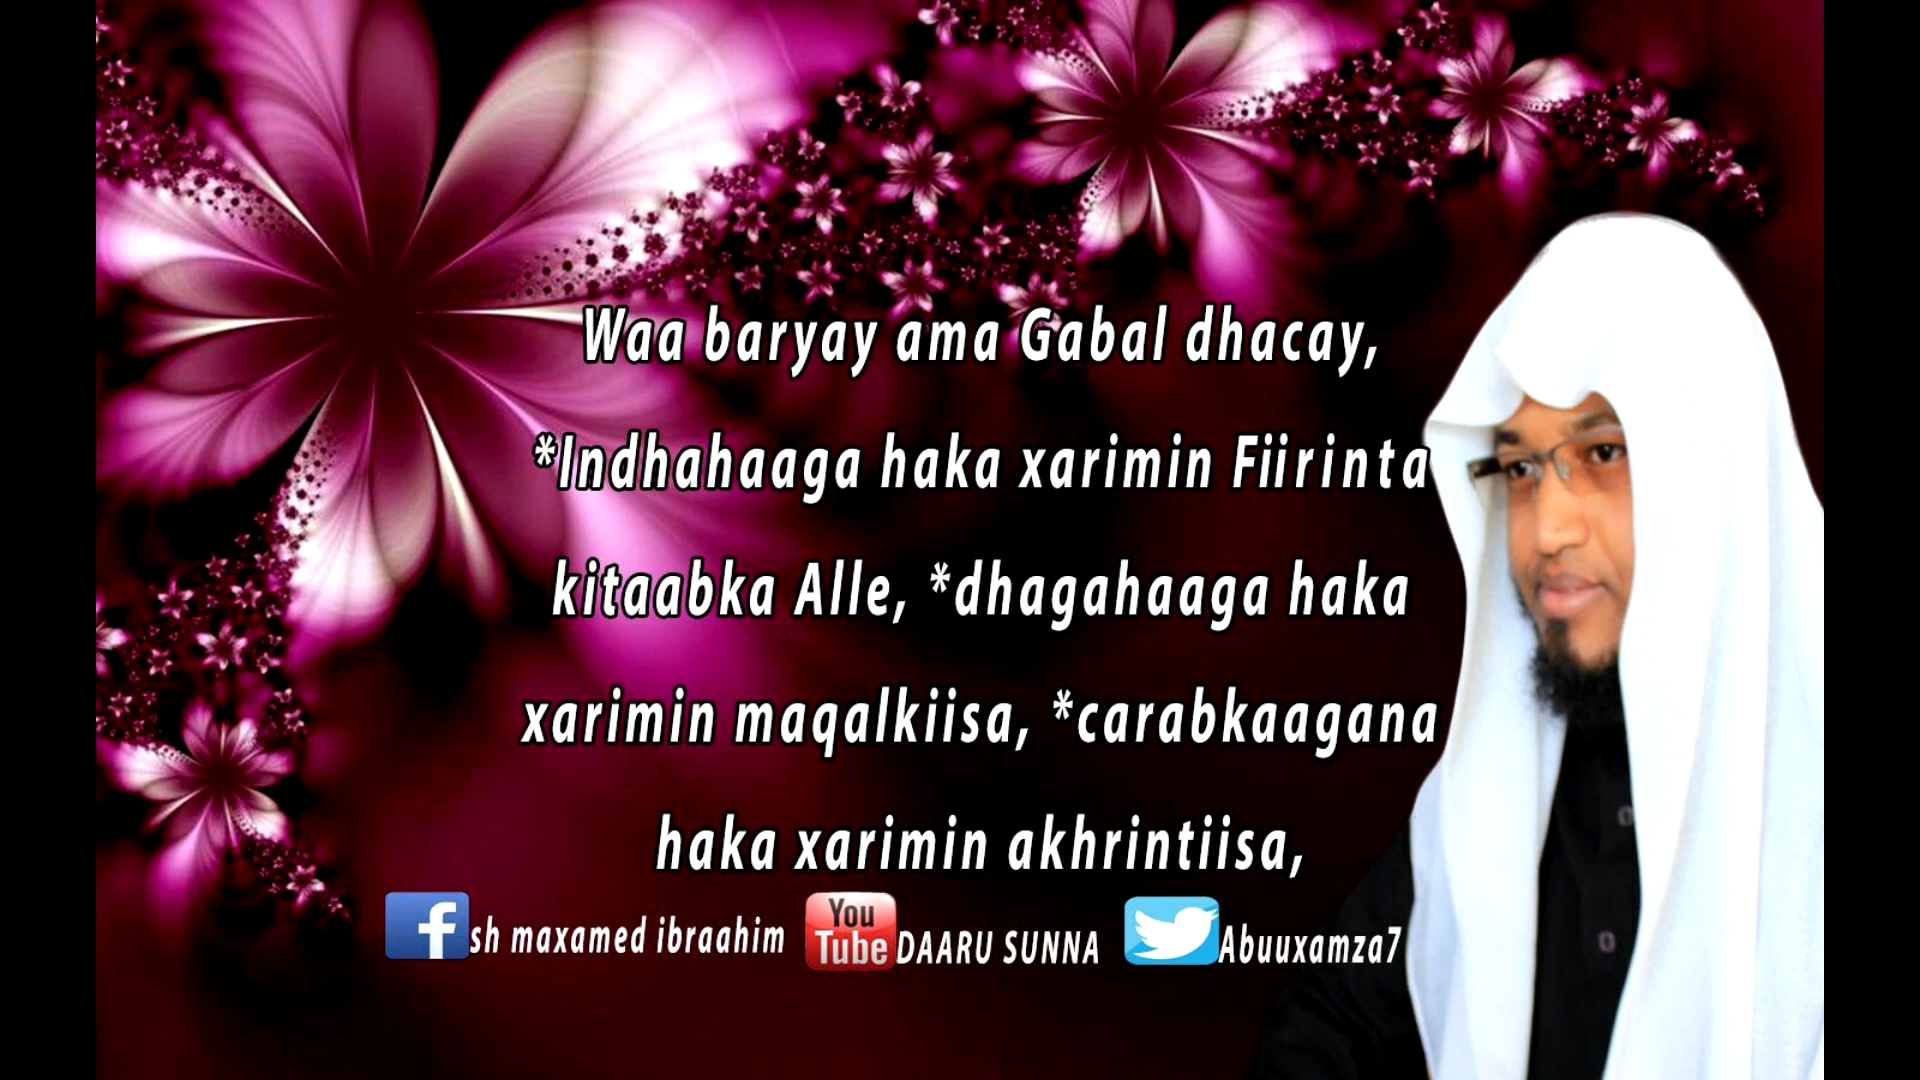 Waa baryay ama Gabal dhacay,
*Indhahaaga haka xarimin Fiirinta
kitaabka Alle, *dhagahaaga haka
xarimin maqalkiisa, *carabkaagana
haka xarimin akhrintiisa,
f sh maxamed ibraahim You Tube DAARU SUNNA Abuuxamza7